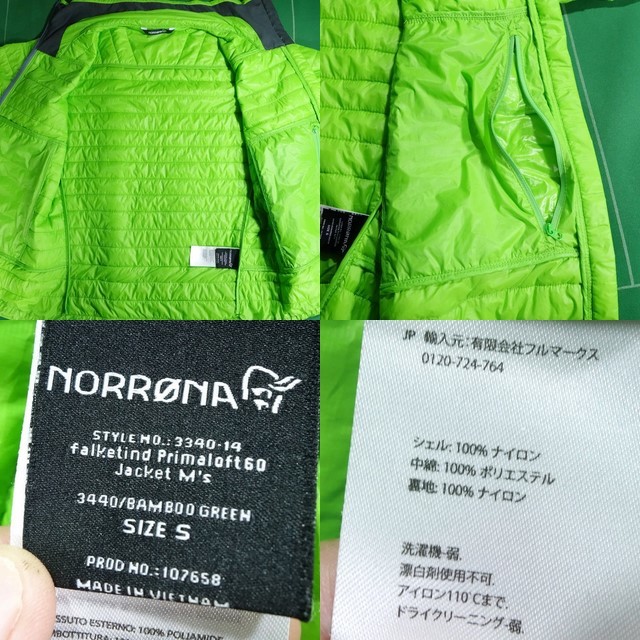 NORRØNA
STYLE NO.: 3340-14
falketind Primaloft60
Jacket M's
3440/BAMBOO GREEN
SIZE S
PROD NO.: 107658
MADE IN VIETNAM
ESSUTO ESTERNO: 100% POLIAMIDE
JP 輸入元: 有限会社フルマークス
0120-724-764
シェル: 100% ナイロン
中綿: 100% ポリエステル
裏地: 100% ナイロン
洗濯機-弱.
漂白剤使用不可.
アイロン110℃まで.
ドライクリーニング-弱.